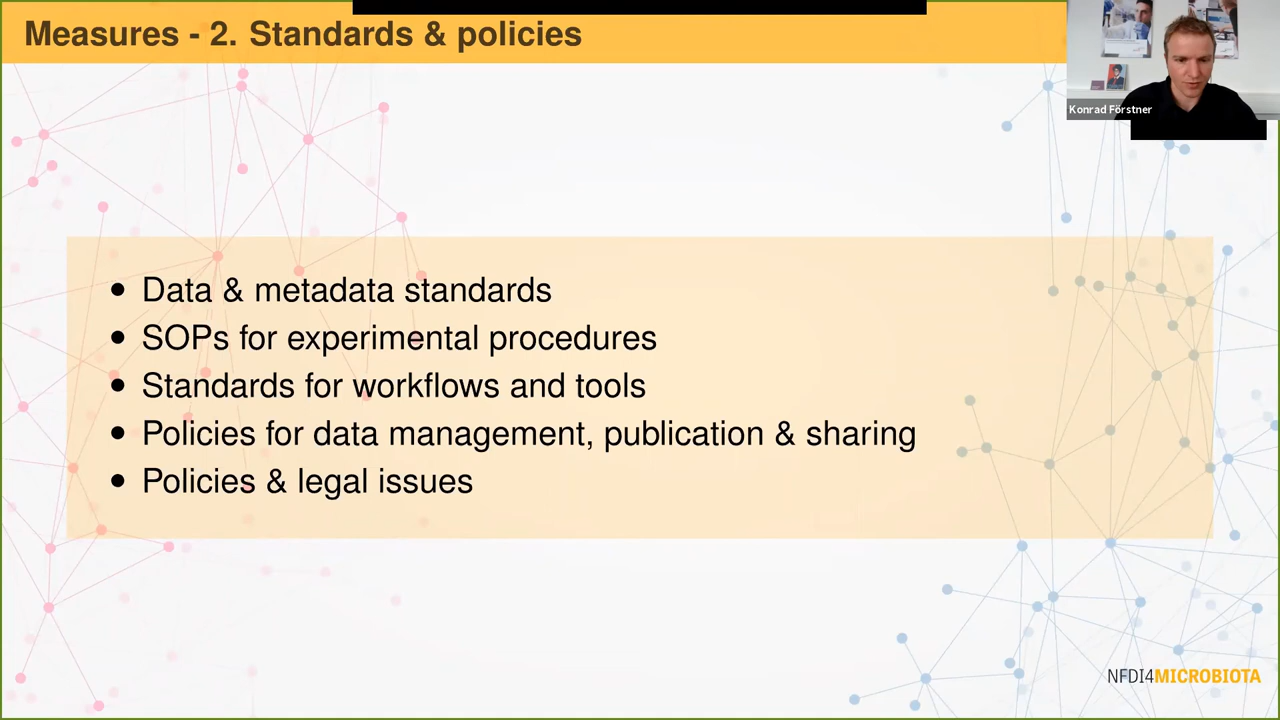 Measures - 2. Standards & policies
Konrad Förstner
• Data & metadata standards
• SOPs for experimental procedures
• Standards for workflows and tools
• Policies for data management, publication & sharing
• Policies & legal issues
NFDI4MICROBIOTA